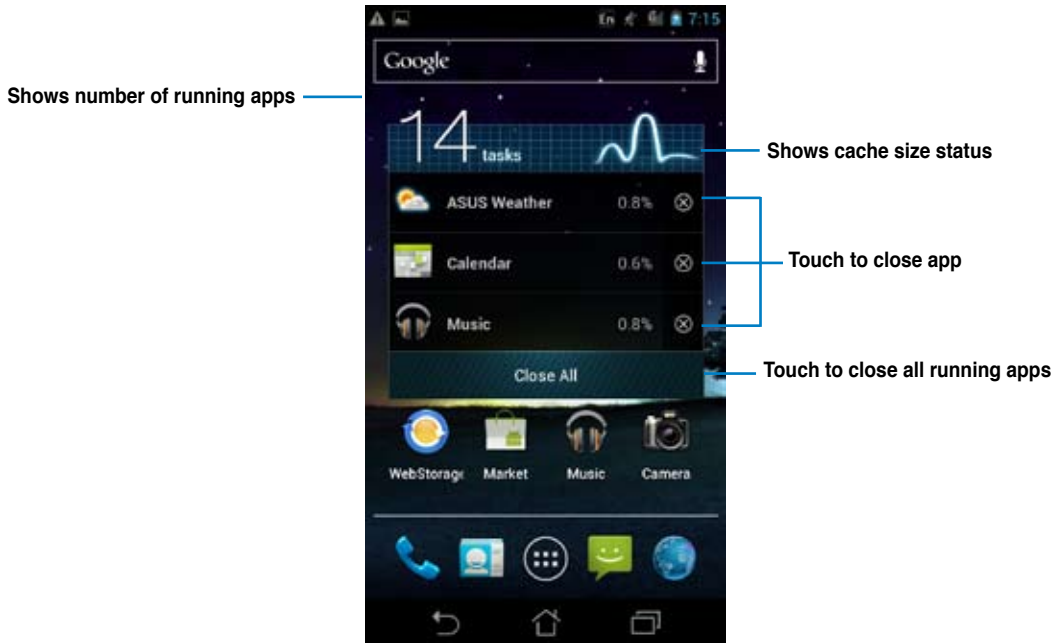 En 7:15
Google
Shows number of running apps
14 tasks
Shows cache size status
ASUS Weather 0.8%
Touch to close app
Calendar 0.6%
Music 0.8%
Close All
Touch to close all running apps
WebStorage Market Music Camera